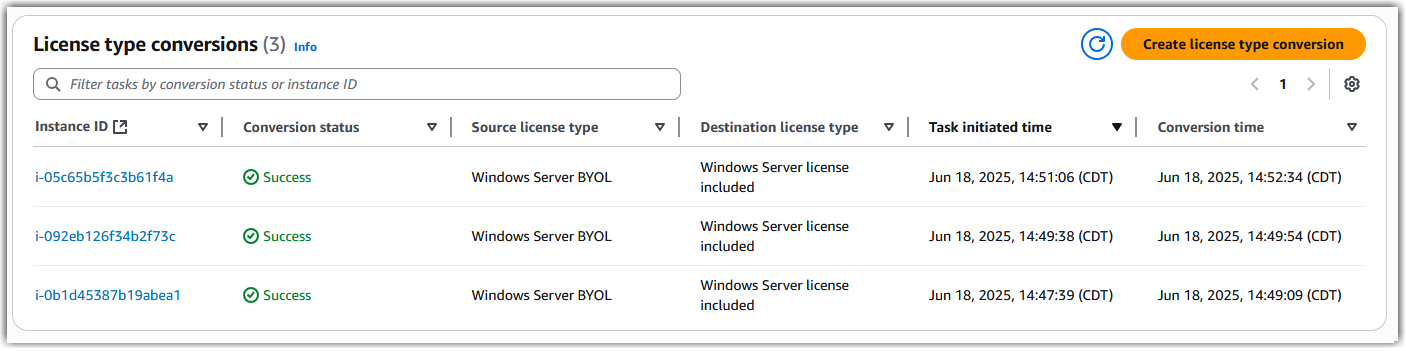 License type conversions (3) Info
Create license type conversion
Filter tasks by conversion status or instance ID
1
Instance ID Conversion status Source license type Destination license type Task initiated time Conversion time
i-05c65b5f3c3b61f4a Success Windows Server BYOL Windows Server license included Jun 18, 2025, 14:51:06 (CDT) Jun 18, 2025, 14:52:34 (CDT)
i-092eb126f34b2f73c Success Windows Server BYOL Windows Server license included Jun 18, 2025, 14:49:38 (CDT) Jun 18, 2025, 14:49:54 (CDT)
i-0b1d45387b19abea1 Success Windows Server BYOL Windows Server license included Jun 18, 2025, 14:47:39 (CDT) Jun 18, 2025, 14:49:09 (CDT)